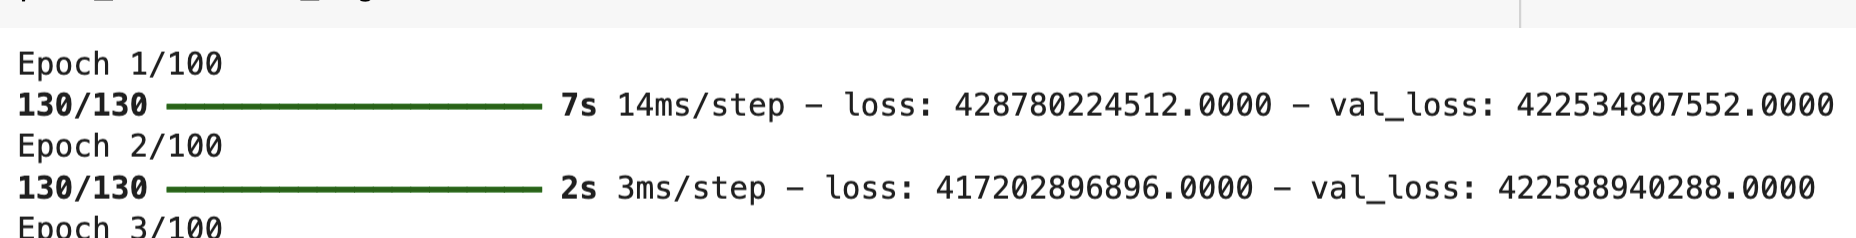 Epoch 1/100
130/130 ━━━━━━━━━━━━━━━━━━━━ 7s 14ms/step - loss: 428780224512.0000 - val_loss: 422534807552.0000
Epoch 2/100
130/130 ━━━━━━━━━━━━━━━━━━━━ 2s 3ms/step - loss: 417202896896.0000 - val_loss: 422588940288.0000
Epoch 3/100